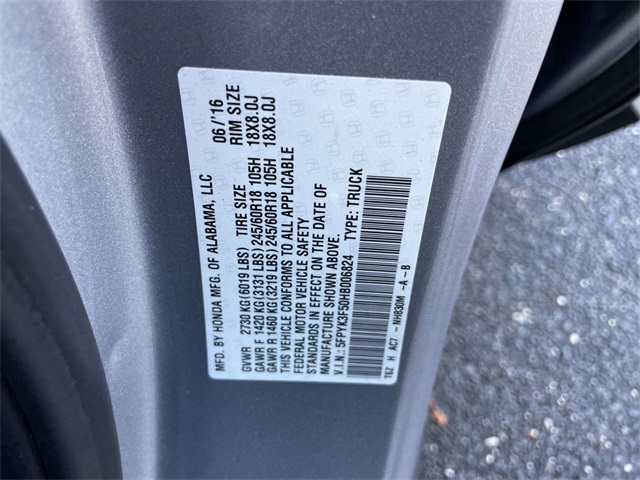 MFD. BY HONDA MFG. OF ALABAMA, LLC 06/'16
GVWR 2730 KG (6019 LBS) TIRE SIZE RIM SIZE
GAWR F 1420 KG (3131 LBS) 245/60R18 105H 18X8.0J
GAWR R 1460 KG (3219 LBS) 245/60R18 105H 18X8.0J
THIS VEHICLE CONFORMS TO ALL APPLICABLE
FEDERAL MOTOR VEHICLE SAFETY
STANDARDS IN EFFECT ON THE DATE OF
MANUFACTURE SHOWN ABOVE.
V.I.N.: 5FPYK3F50HB006824 TYPE: TRUCK
T6Z H AC7 - NH830M -A - B